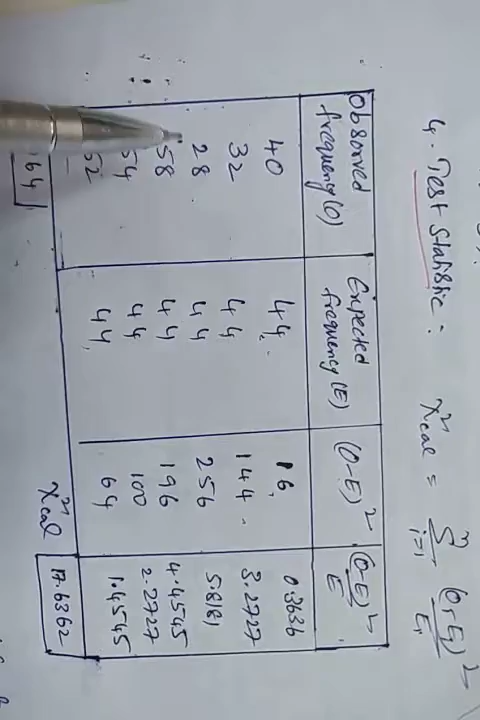 4. Test Statistic : χ²cal = Σ i=1 n (Oi-Ei)² / Ei
Observed frequency (O) Expected frequency (E) (O-E)² (O-E)²/E
40 44 16 0.3636
32 44 144 3.2727
28 44 256 5.8181
58 44 196 4.4545
54 44 100 2.2727
52 44 64 1.4545
64 χ²cal 17.6362